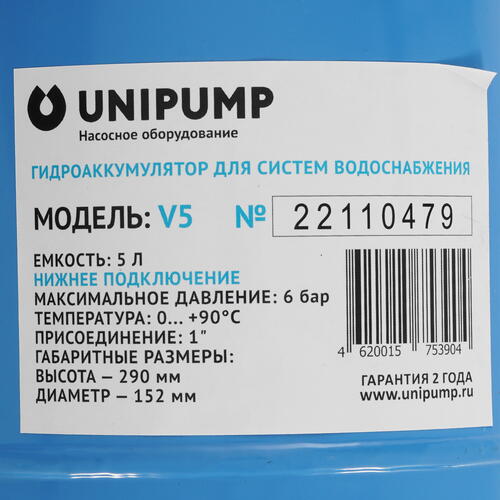 UNIPUMP
Насосное оборудование
ГИДРОАККУМУЛЯТОР ДЛЯ СИСТЕМ ВОДОСНАБЖЕНИЯ
МОДЕЛЬ: V5 № 22110479
ЕМКОСТЬ: 5 л
НИЖНЕЕ ПОДКЛЮЧЕНИЕ
МАКСИМАЛЬНОЕ ДАВЛЕНИЕ: 6 бар
ТЕМПЕРАТУРА: 0... +90°С
ПРИСОЕДИНЕНИЕ: 1"
ГАБАРИТНЫЕ РАЗМЕРЫ:
ВЫСОТА – 290 мм
ДИАМЕТР – 152 мм
4 620015 753904
ГАРАНТИЯ 2 ГОДА
www.unipump.ru